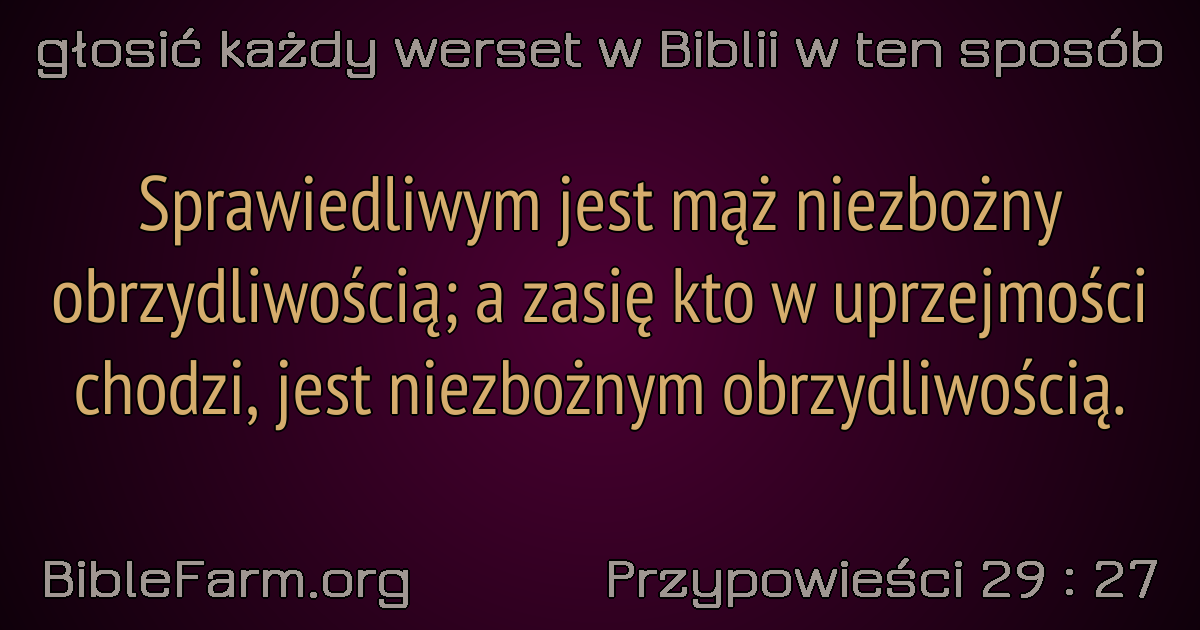 głosić każdy werset w Biblii w ten sposób
Sprawiedliwym jest mąż niezbożny
obrzydliwością; a zasię kto w uprzejmości
chodzi, jest niezbożnym obrzydliwością.
BibleFarm.org
Przypowieści 29 : 27